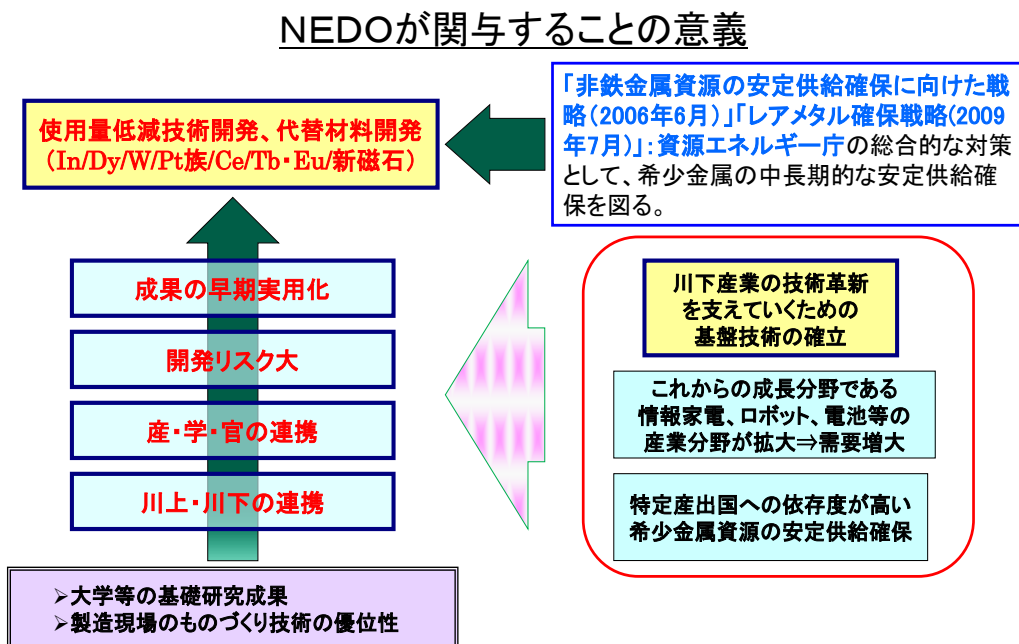 NEDOが関与することの意義
「非鉄金属資源の安定供給確保に向けた戦
略(2006年6月)」「レアメタル確保戦略(2009
年7月)」:資源エネルギー庁の総合的な対策
として、希少金属の中長期的な安定供給確
保を図る。
使用量低減技術開発、代替材料開発
(In/Dy/W/Pt族/Ce/Tb・Eu/新磁石)
成果の早期実用化
開発リスク大
産・学・官の連携
川上・川下の連携
川下産業の技術革新
を支えていくための
基盤技術の確立
これからの成長分野である
情報家電、ロボット、電池等の
産業分野が拡大⇒需要増大
特定産出国への依存度が高い
希少金属資源の安定供給確保
➢大学等の基礎研究成果
➢製造現場のものづくり技術の優位性